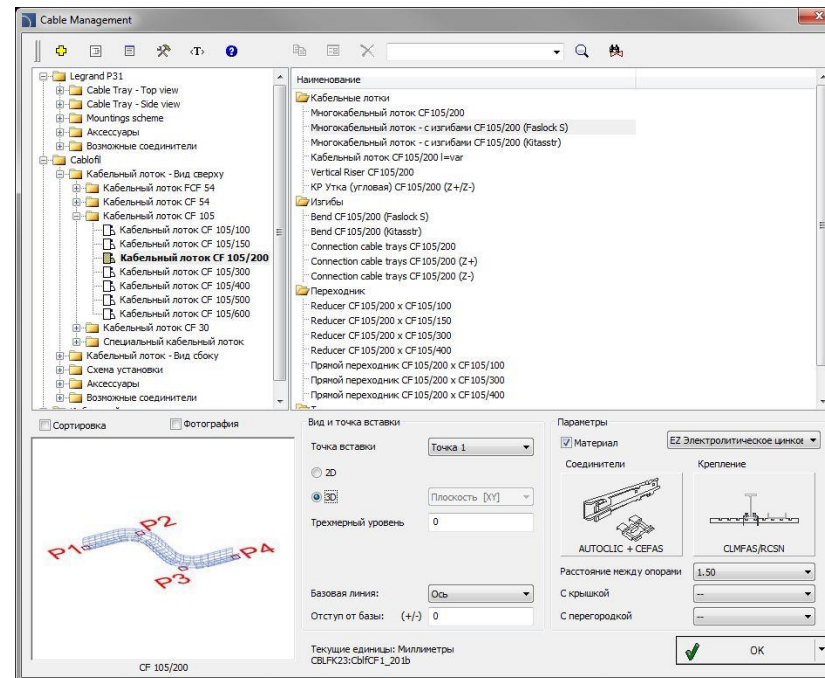 Cable Management
‹T›
Legrand P31
Cable Tray - Top view
Cable Tray - Side view
Mountings scheme
Аксессуары
Возможные соединители
Cablofil
Кабельный лоток - Вид сверху
Кабельный лоток FCF 54
Кабельный лоток CF 54
Кабельный лоток CF 105
Кабельный лоток CF 105/100
Кабельный лоток CF 105/150
Кабельный лоток CF 105/200
Кабельный лоток CF 105/300
Кабельный лоток CF 105/400
Кабельный лоток CF 105/500
Кабельный лоток CF 105/600
Кабельный лоток CF 30
Специальный кабельный лоток
Кабельный лоток - Вид сбоку
Схема установки
Аксессуары
Возможные соединители
Наименование
Кабельные лотки
Многокабельный лоток CF105/200
Многокабельный лоток - с изгибами CF105/200 (Faslock S)
Многокабельный лоток - с изгибами CF105/200 (Kitasstr)
Кабельный лоток CF105/200 l=var
Vertical Riser CF105/200
КР Утка (угловая) CF105/200 (Z+/Z-)
Изгибы
Bend CF105/200 (Faslock S)
Bend CF105/200 (Kitasstr)
Connection cable trays CF105/200
Connection cable trays CF105/200 (Z+)
Connection cable trays CF105/200 (Z-)
Переходник
Reducer CF105/200 x CF105/100
Reducer CF105/200 x CF105/150
Reducer CF105/200 x CF105/300
Reducer CF105/200 x CF105/400
Прямой переходник CF105/200 x CF105/100
Прямой переходник CF105/200 x CF105/300
Прямой переходник CF105/200 x CF105/400
Сортировка
Фотография
P1
P2
P3
P4
CF 105/200
Вид и точка вставки
Точка вставки
Точка 1
2D
3D
Плоскость [XY]
Трехмерный уровень
0
Базовая линия:
Ось
Отступ от базы: (+/-)
0
Текущие единицы: Миллиметры
CBLFK23:CblfCF1_201b
Параметры
Материал
EZ Электролитическое цинков
Соединители
Крепление
AUTOCLIC + CEFAS
CLMFAS/RCSN
Расстояние между опорами
1.50
С крышкой
--
С перегородкой
--
OK